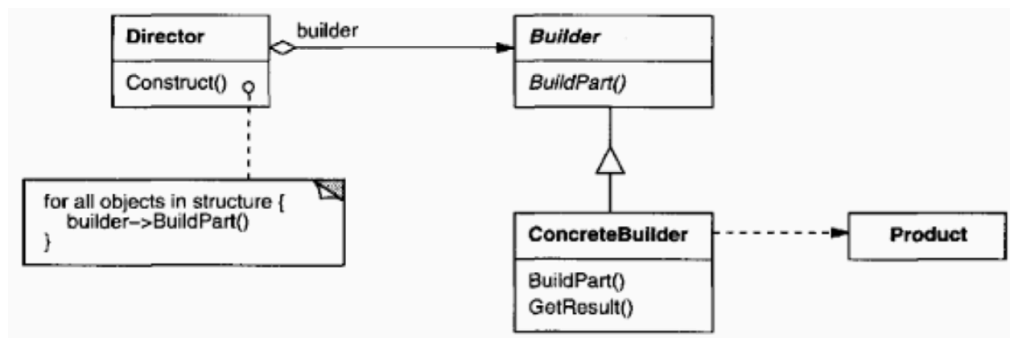 Director
builder
Builder
Construct()
BuildPart()
for all objects in structure {
builder->BuildPart()
}
ConcreteBuilder
Product
BuildPart()
GetResult()